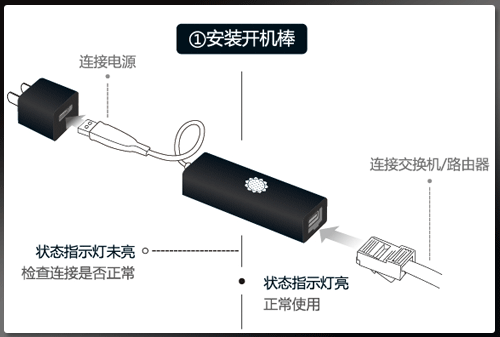 ①安装开机棒
连接电源
连接交换机/路由器
状态指示灯未亮
检查连接是否正常
状态指示灯亮
正常使用